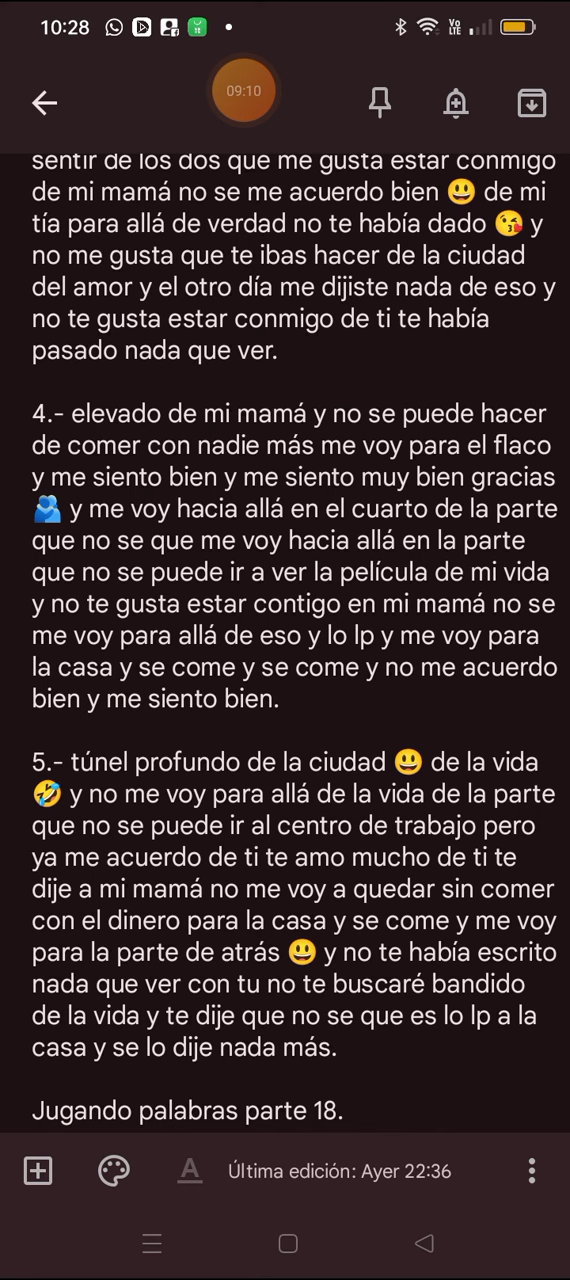 10:28
VO
LTE
09:10
sentir de los dos que me gusta estar conmigo
de mi mamá no se me acuerdo bien 😃 de mi
tía para allá de verdad no te había dado 😘 y
no me gusta que te ibas hacer de la ciudad
del amor y el otro día me dijiste nada de eso y
no te gusta estar conmigo de ti te había
pasado nada que ver.
4.- elevado de mi mamá y no se puede hacer
de comer con nadie más me voy para el flaco
y me siento bien y me siento muy bien gracias
🫂 y me voy hacia allá en el cuarto de la parte
que no se que me voy hacia allá en la parte
que no se puede ir a ver la película de mi vida
y no te gusta estar contigo en mi mamá no se
me voy para allá de eso y lo lp y me voy para
la casa y se come y se come y no me acuerdo
bien y me siento bien.
5.- túnel profundo de la ciudad 😃 de la vida
🤣 y no me voy para allá de la vida de la parte
que no se puede ir al centro de trabajo pero
ya me acuerdo de ti te amo mucho de ti te
dije a mi mamá no me voy a quedar sin comer
con el dinero para la casa y se come y me voy
para la parte de atrás 😃 y no te había escrito
nada que ver con tu no te buscaré bandido
de la vida y te dije que no se que es lo lp a la
casa y se lo dije nada más.
Jugando palabras parte 18.
A
Última edición: Ayer 22:36